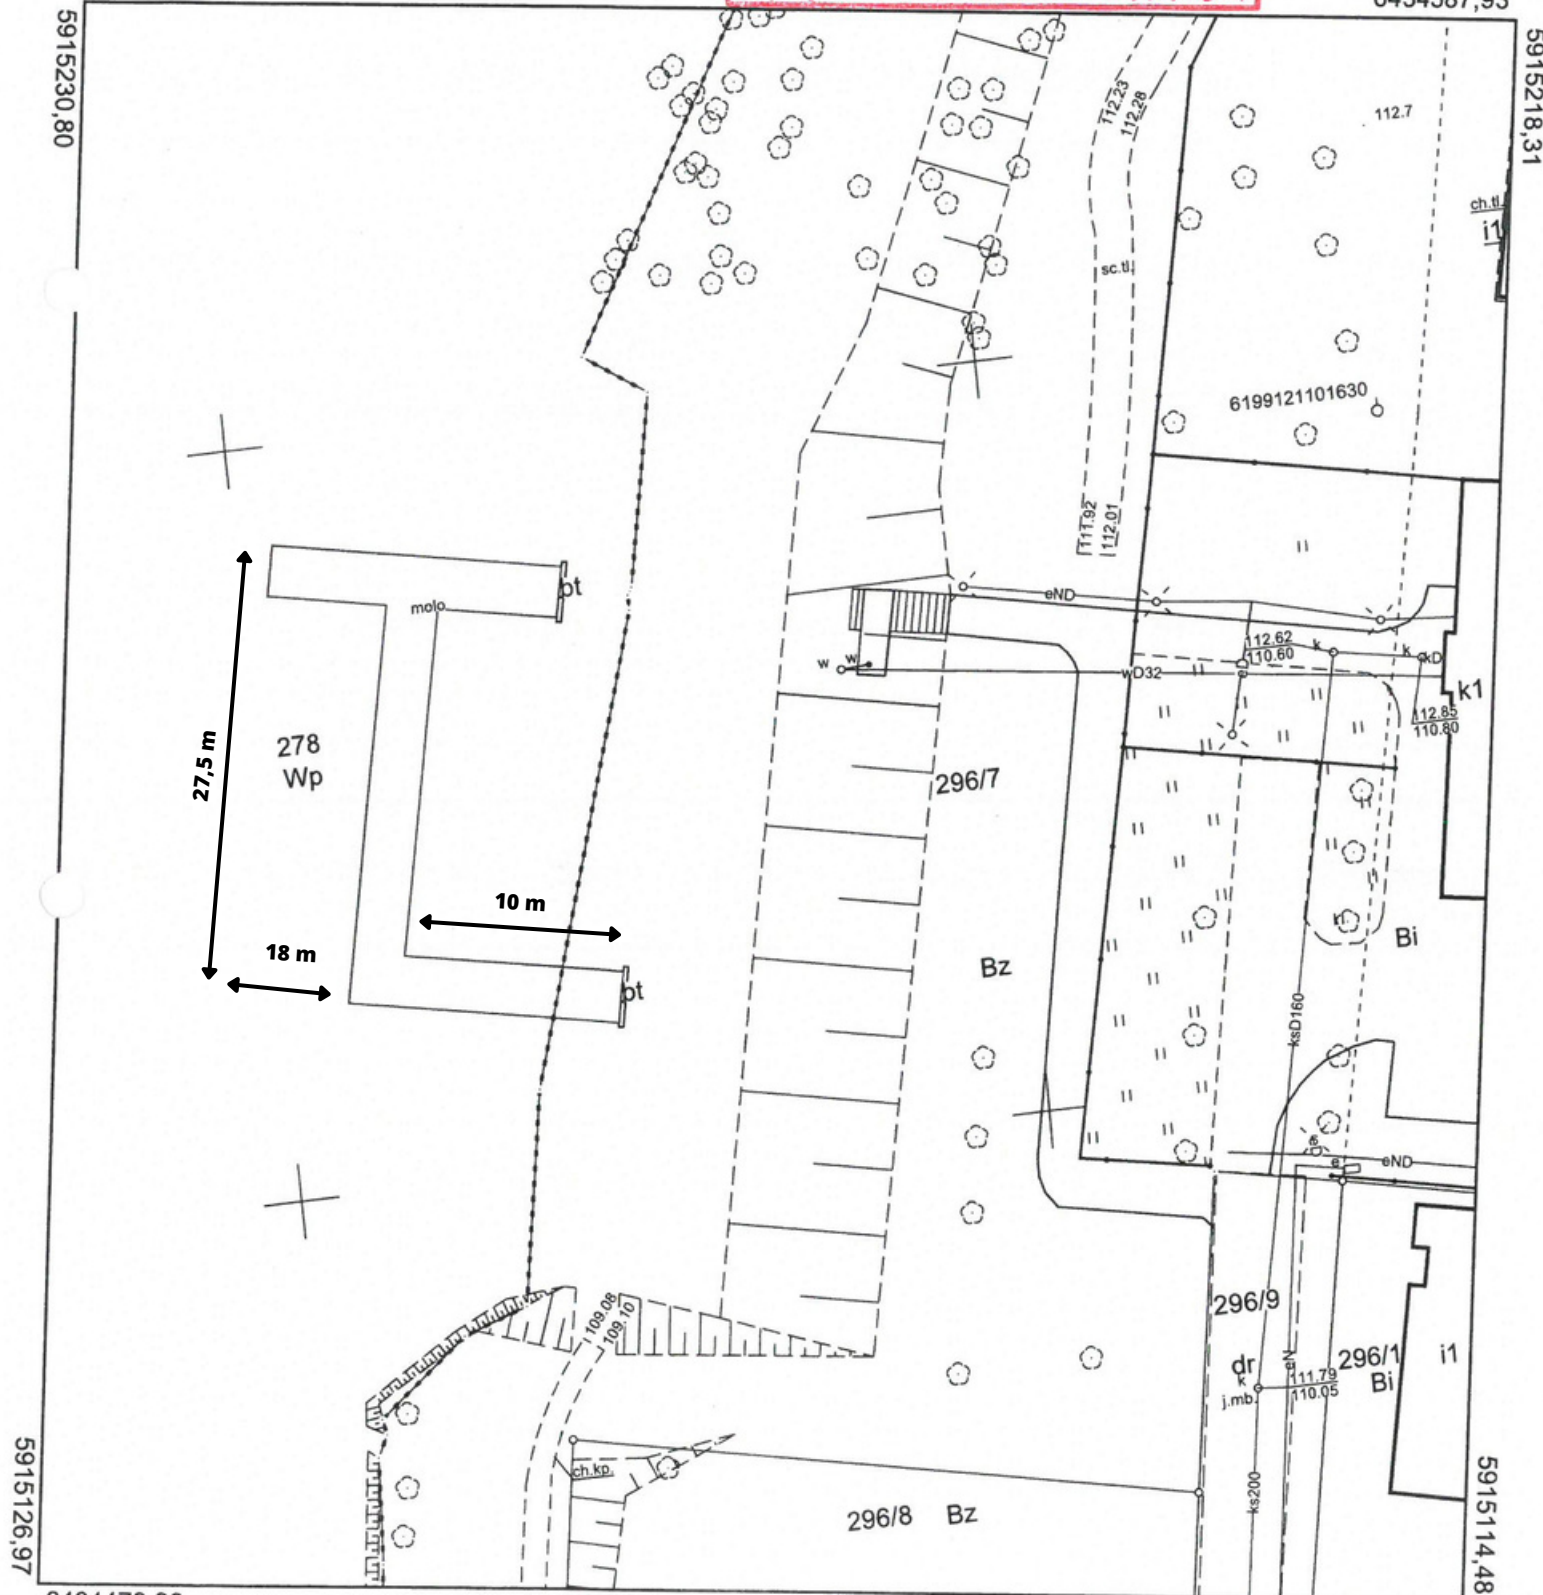 5915230,80
5915218,31
112.23
112.28
112.7
ch.tl.
i1
sc.tl.
6199121101630
111.92
112.01
pt
molo
eND
112.62
110.60
k
k
kD
w
w
wD32
e
k1
112.85
110.80
27,5 m
278
Wp
296/7
10 m
18 m
Bz
Bi
pt
ksD160
e
eND
109.08
109.10
296/9
dr
k
j.mb.
296/1
Bi
i1
eN
111.79
110.05
ch.kp.
ks200
296/8 Bz
5915126,97
5915114,48